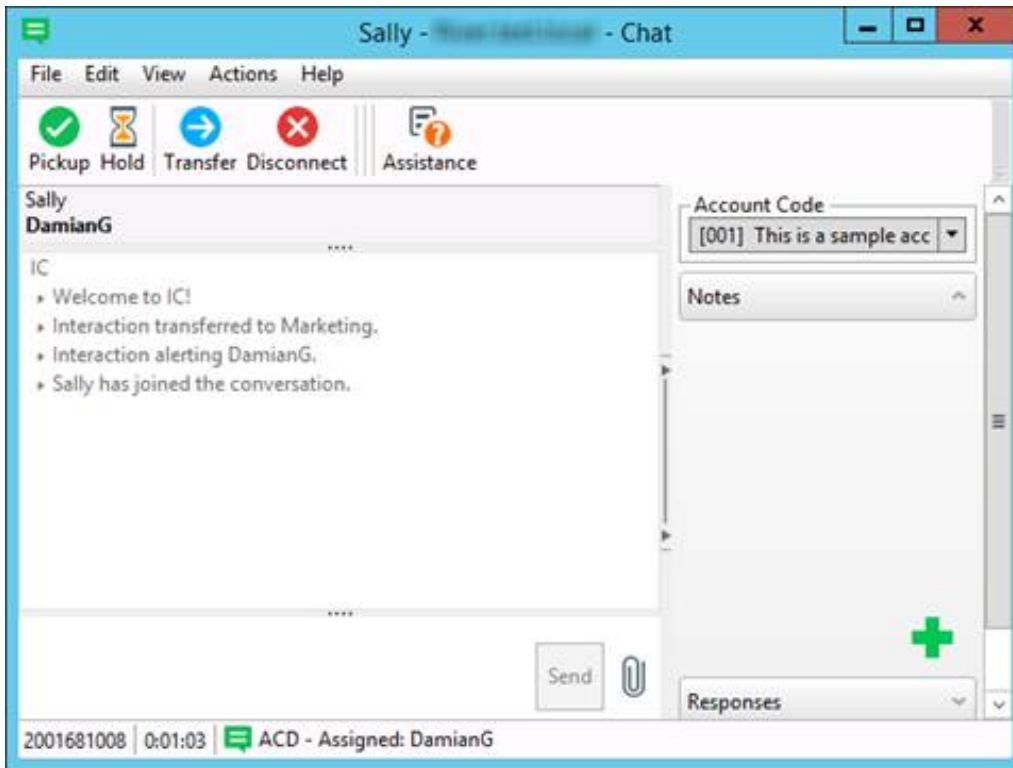 Sally - - Chat
File Edit View Actions Help
Pickup Hold Transfer Disconnect Assistance
Sally
DamianG
IC
Welcome to IC!
Interaction transferred to Marketing.
Interaction alerting DamianG.
Sally has joined the conversation.
Send
Account Code
[001] This is a sample acc
Notes
Responses
2001681008 0:01:03 ACD - Assigned: DamianG